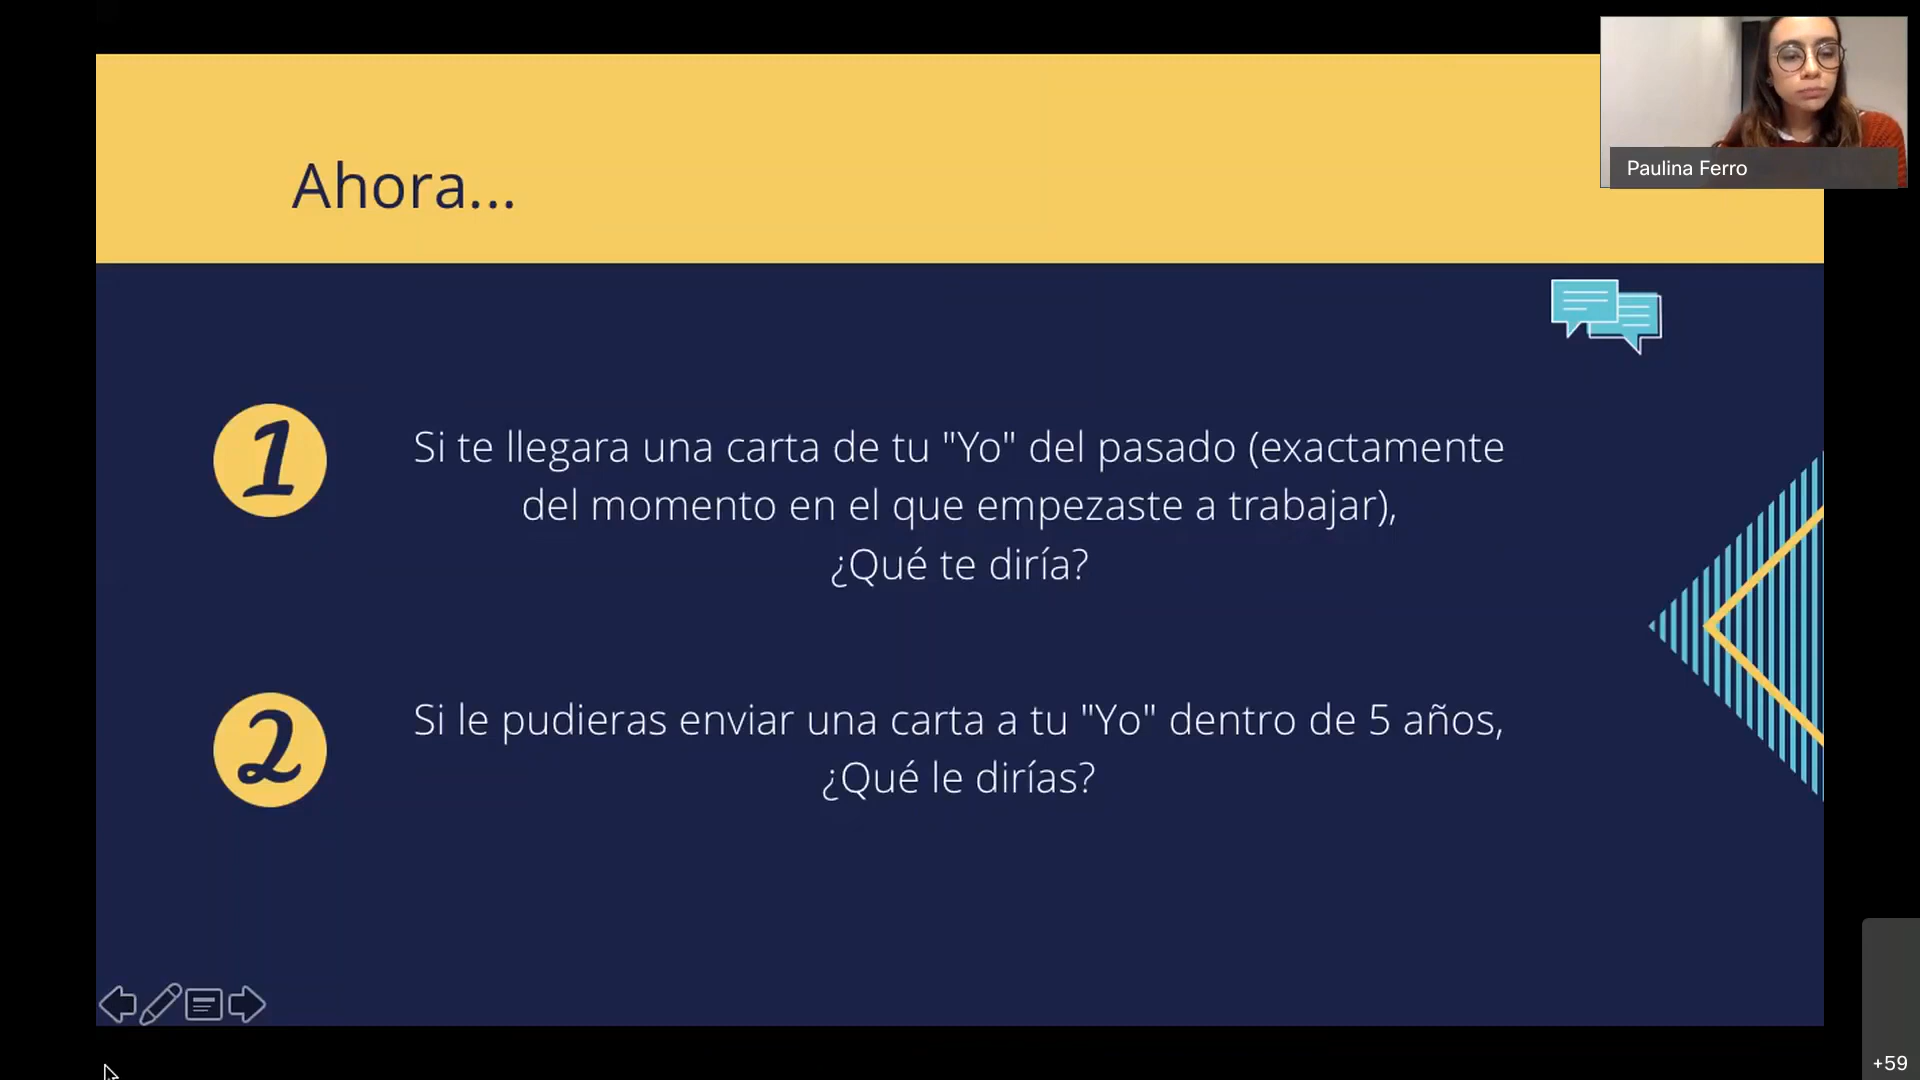 Ahora...
Paulina Ferro
1
Si te llegara una carta de tu "Yo" del pasado (exactamente
del momento en el que empezaste a trabajar),
¿Qué te diría?
2
Si le pudieras enviar una carta a tu "Yo" dentro de 5 años,
¿Qué le dirías?
+59